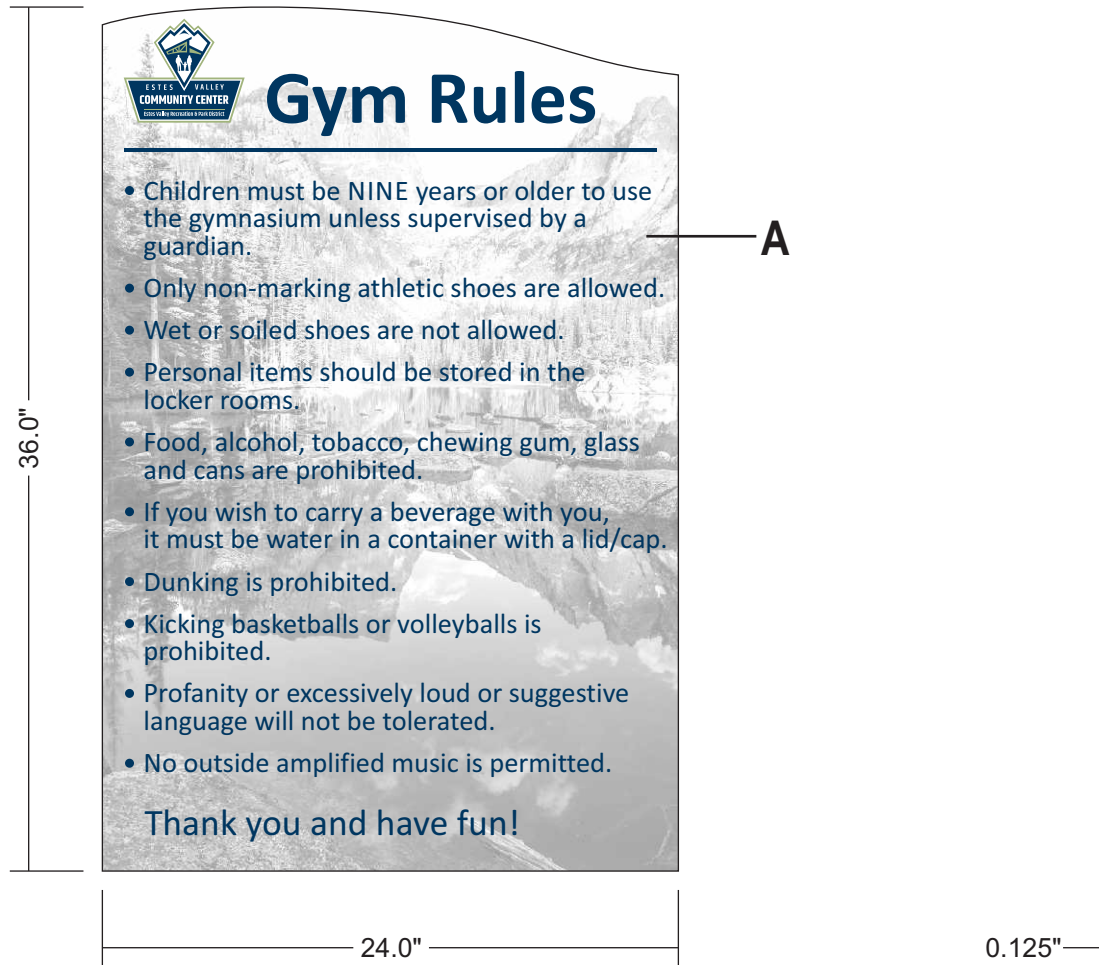 ESTES VALLEY
COMMUNITY CENTER
Estes Valley Recreation & Park District
Gym Rules
• Children must be NINE years or older to use
the gymnasium unless supervised by a
guardian.
A
• Only non-marking athletic shoes are allowed.
• Wet or soiled shoes are not allowed.
• Personal items should be stored in the
locker rooms.
36.0"
• Food, alcohol, tobacco, chewing gum, glass
and cans are prohibited.
• If you wish to carry a beverage with you,
it must be water in a container with a lid/cap.
• Dunking is prohibited.
• Kicking basketballs or volleyballs is
prohibited.
• Profanity or excessively loud or suggestive
language will not be tolerated.
• No outside amplified music is permitted.
Thank you and have fun!
24.0"
0.125"